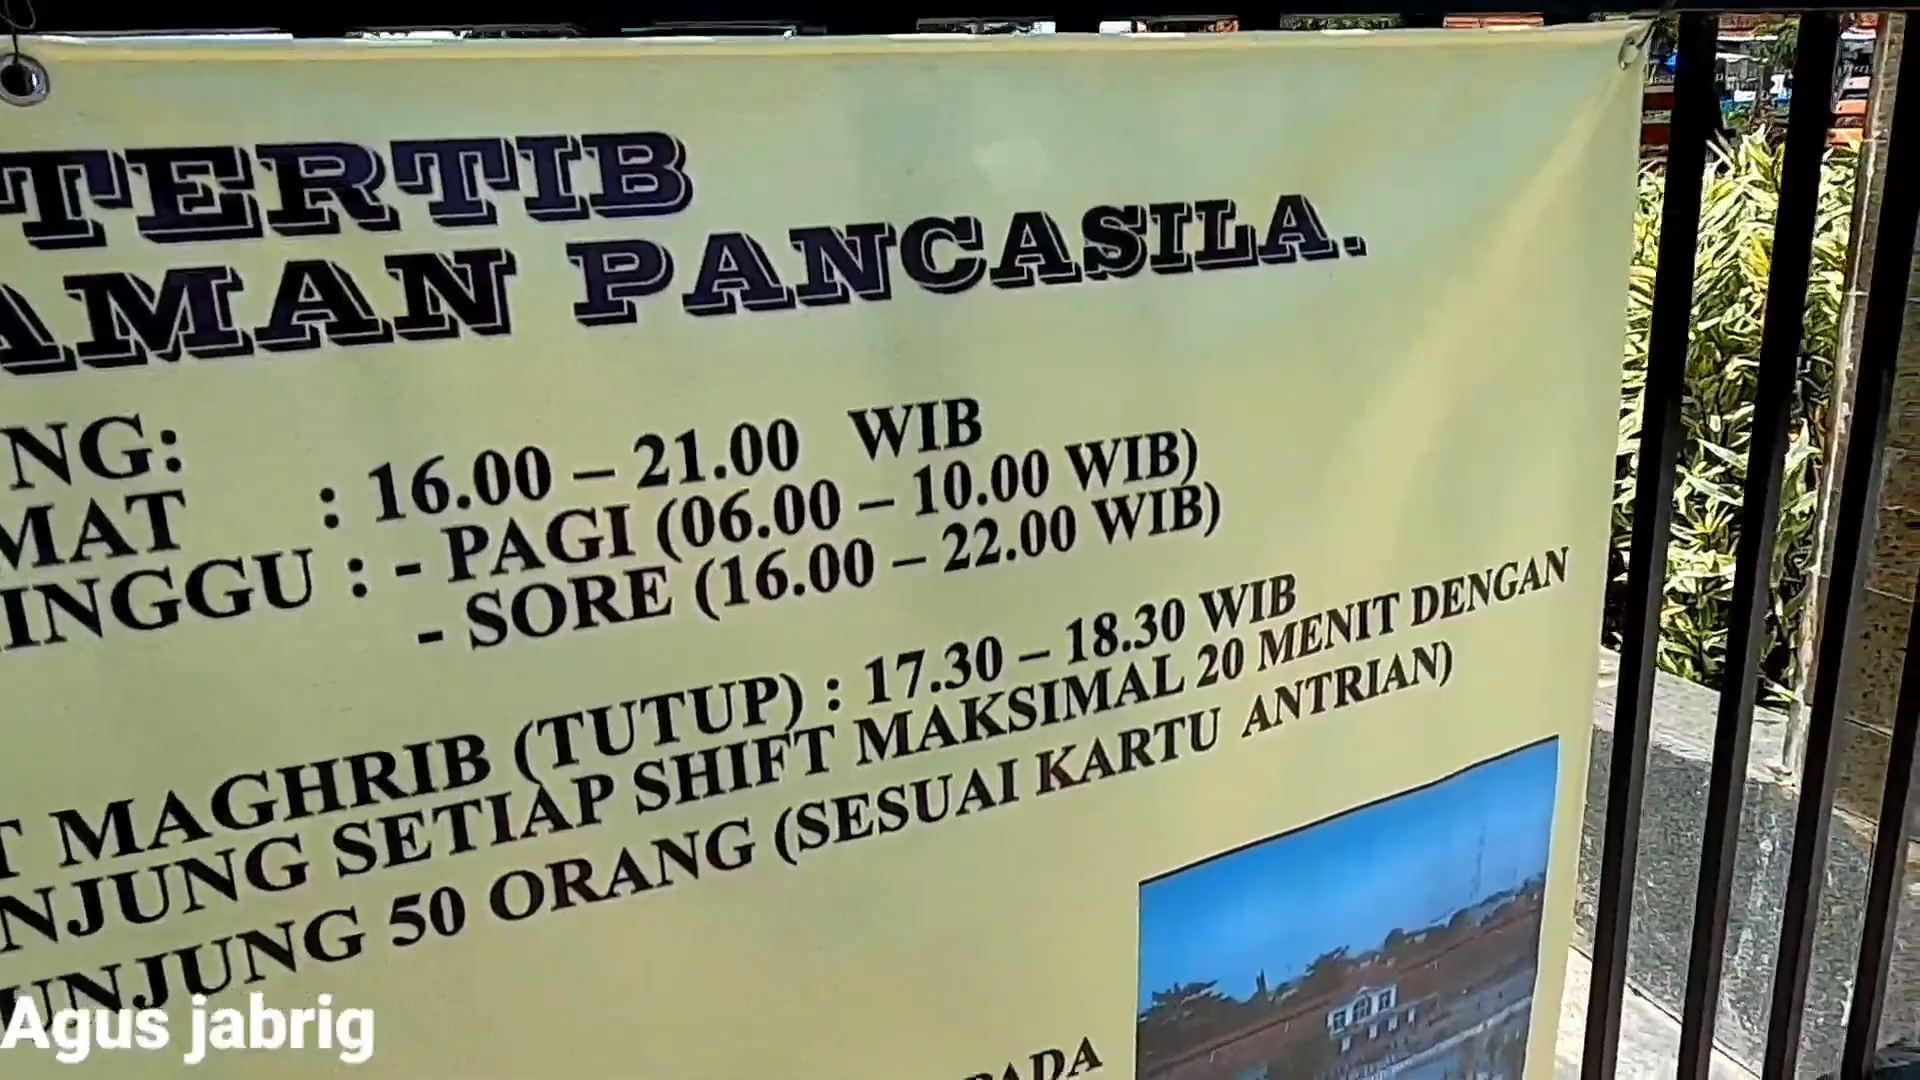 TERTIB
AMAN PANCASILA.
NG:
MAT : 16.00 – 21.00 WIB
INGGU : - PAGI (06.00 – 10.00 WIB)
- SORE (16.00 – 22.00 WIB)
T MAGHRIB (TUTUP) : 17.30 – 18.30 WIB
NJUNG SETIAP SHIFT MAKSIMAL 20 MENIT DENGAN
UNJUNG 50 ORANG (SESUAI KARTU ANTRIAN)
PADA
Agus jabrig